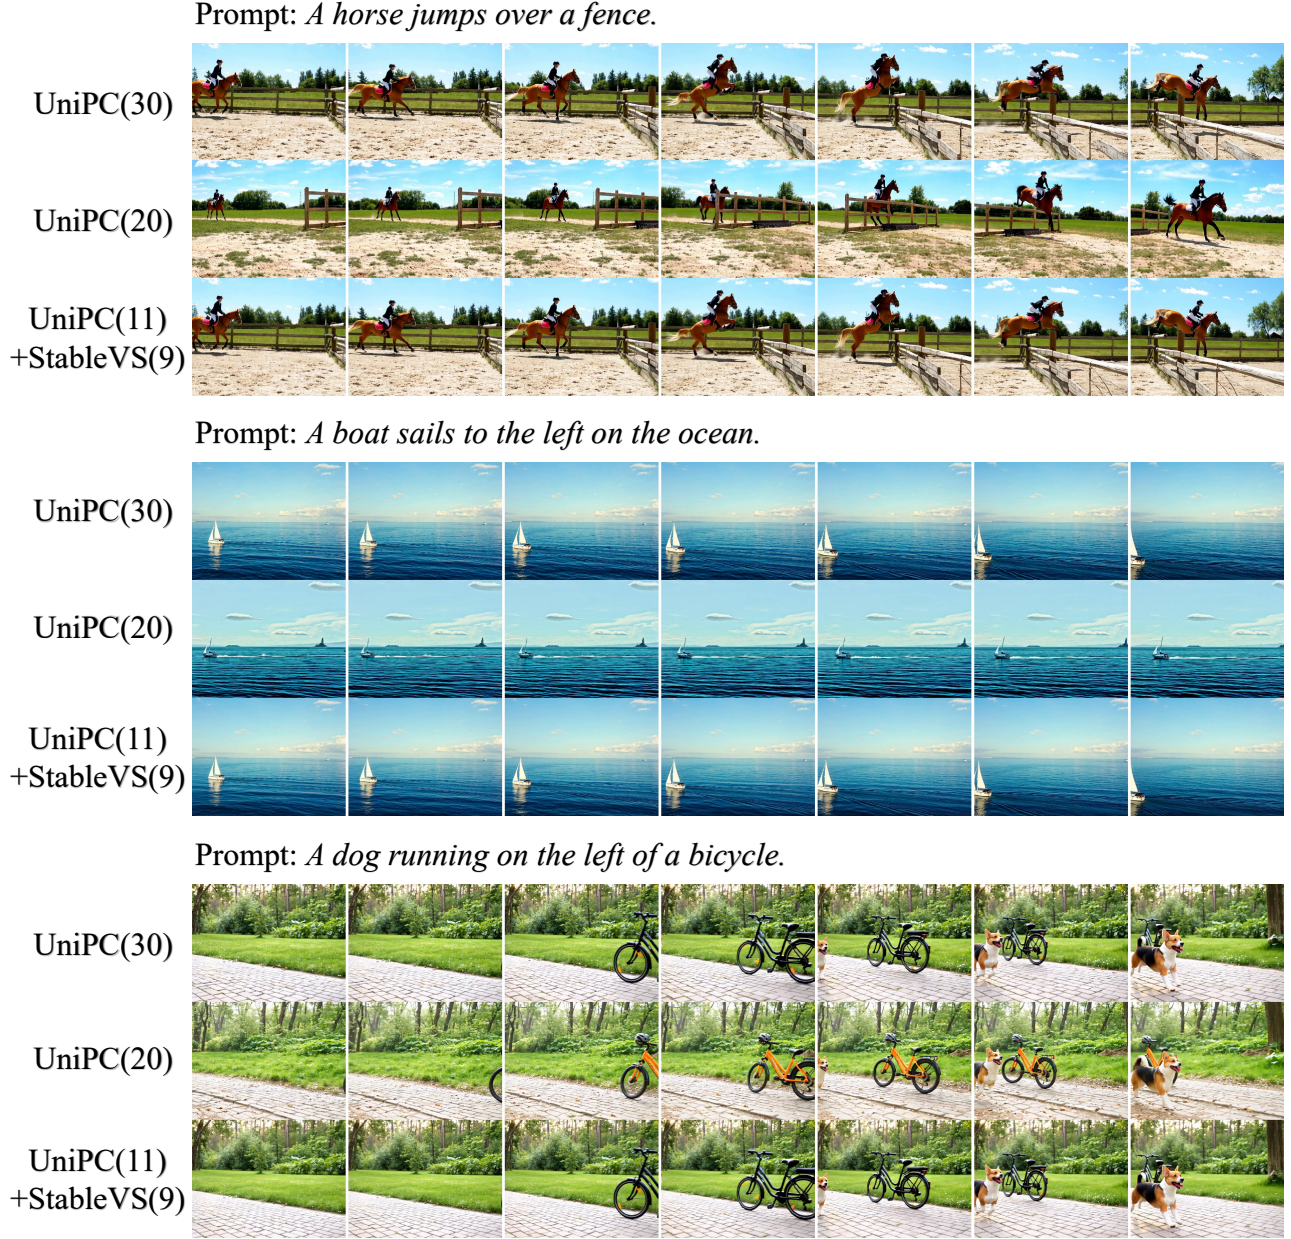 Prompt: A horse jumps over a fence.
UniPC(30)
UniPC(20)
UniPC(11)
+StableVS(9)
Prompt: A boat sails to the left on the ocean.
UniPC(30)
UniPC(20)
UniPC(11)
+StableVS(9)
Prompt: A dog running on the left of a bicycle.
UniPC(30)
UniPC(20)
UniPC(11)
+StableVS(9)